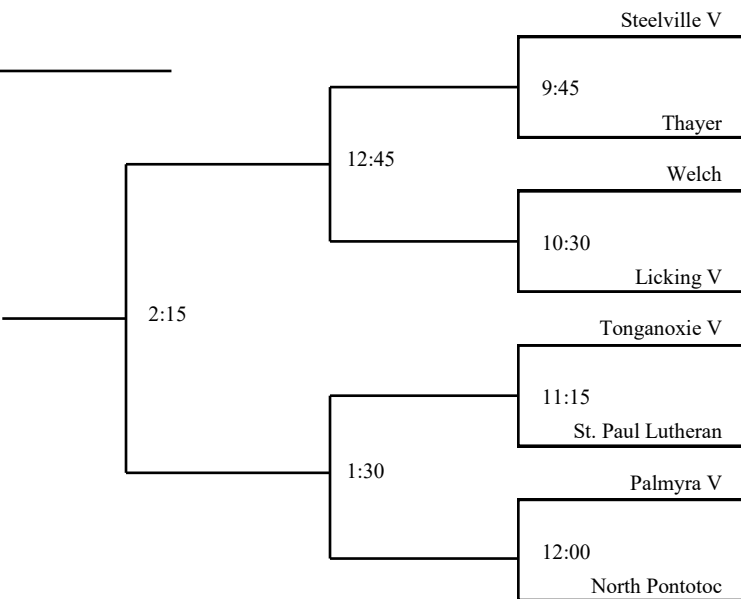 Steelville V
9:45
Thayer
12:45
Welch
10:30
Licking V
2:15
Tonganoxie V
11:15
St. Paul Lutheran
1:30
Palmyra V
12:00
North Pontotoc